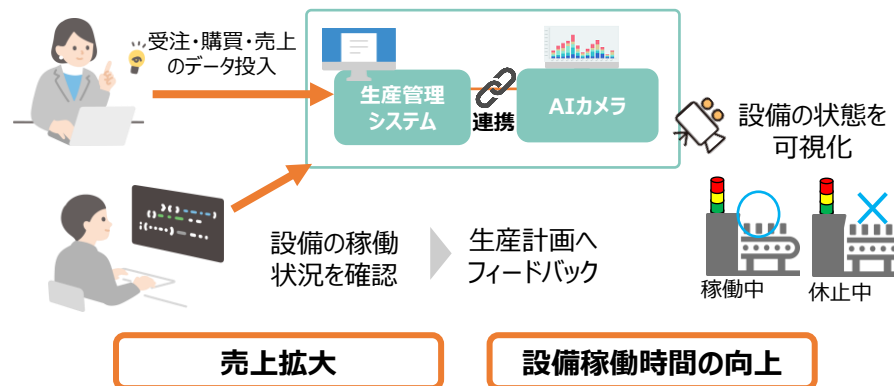 受注・購買・売上
のデータ投入
生産管理
システム
連携
AIカメラ
設備の状態を
可視化
稼働中
休止中
設備の稼働
状況を確認
生産計画へ
フィードバック
売上拡大
設備稼働時間の向上